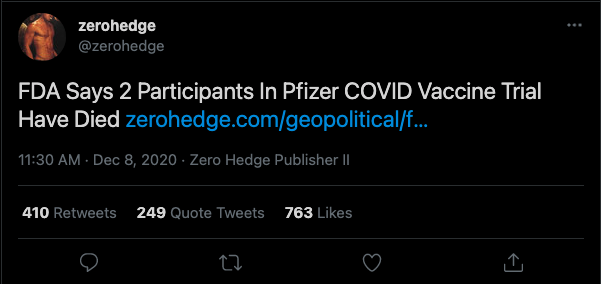 zerohedge
@zerohedge
FDA Says 2 Participants In Pfizer COVID Vaccine Trial
Have Died zerohedge.com/geopolitical/f...
11:30 AM · Dec 8, 2020 · Zero Hedge Publisher II
410 Retweets 249 Quote Tweets 763 Likes